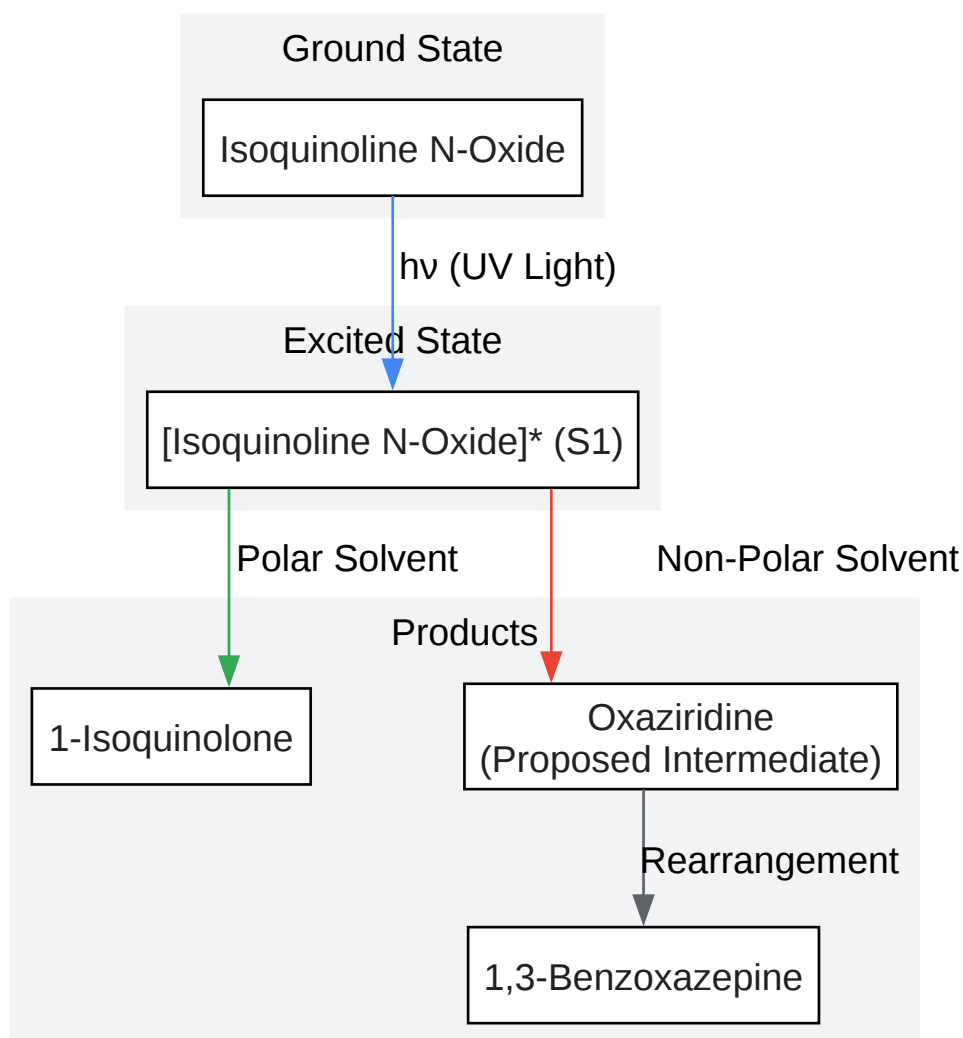 Ground State
Isoquinoline N-Oxide
hν (UV Light)
Excited State
[Isoquinoline N-Oxide]* (S1)
Polar Solvent
Non-Polar Solvent
Products
1-Isoquinolone
Oxaziridine
(Proposed Intermediate)
Rearrangement
1,3-Benzoxazepine